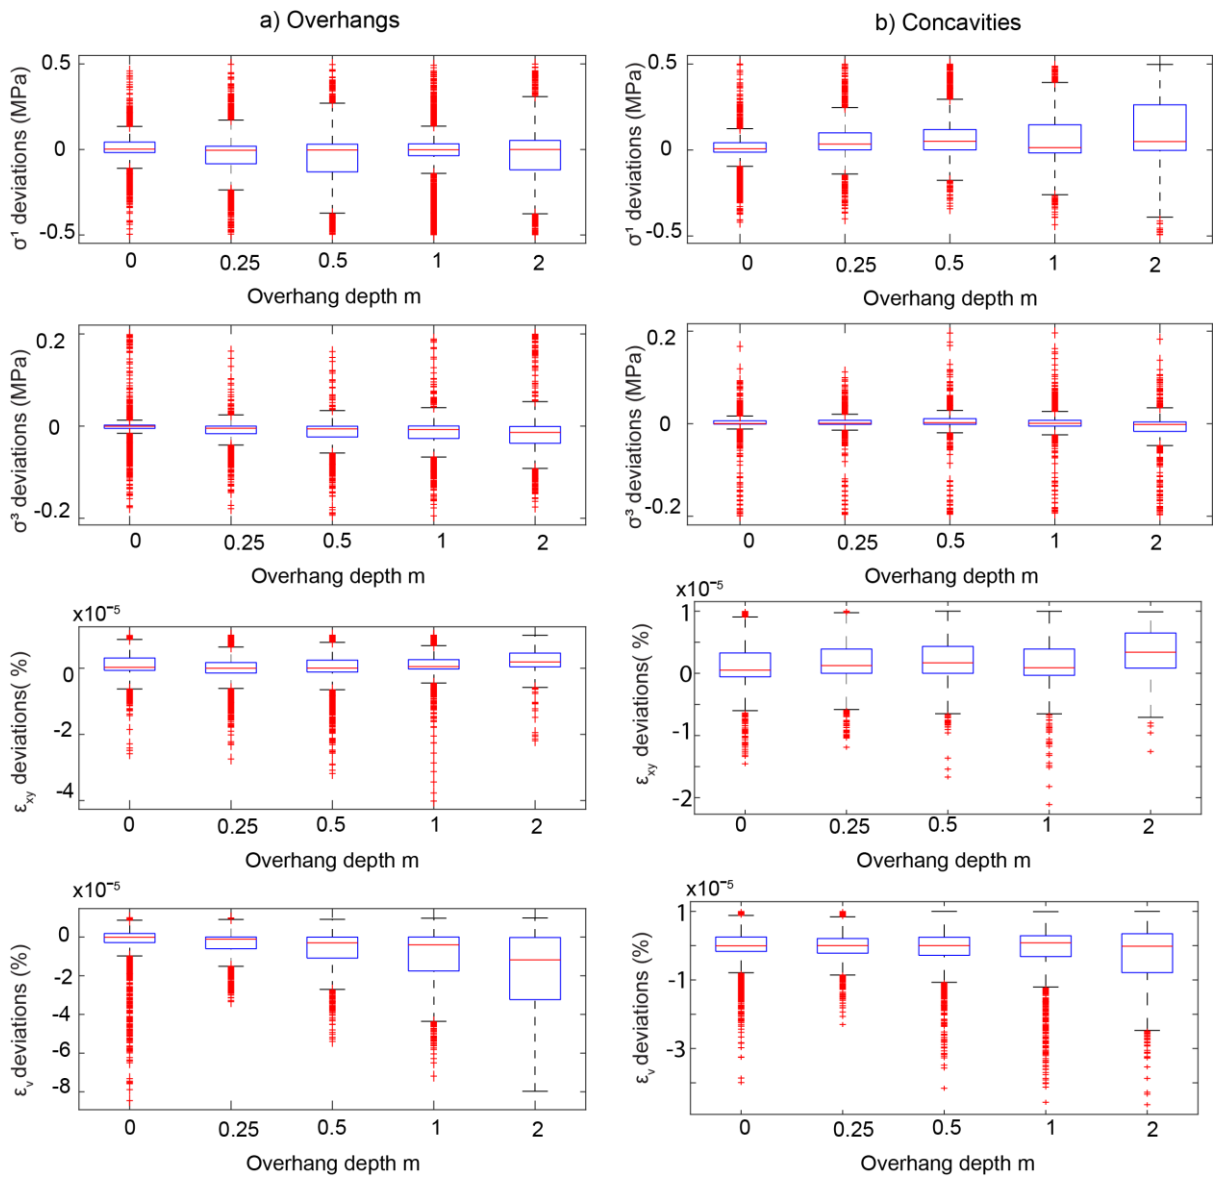 a) Overhangs
b) Concavities
σ¹ deviations (MPa)
0.5
0
-0.5
0 0.25 0.5 1 2
Overhang depth m
σ¹ deviations (MPa)
0.5
0
-0.5
0 0.25 0.5 1 2
Overhang depth m
σ³ deviations (MPa)
0.2
0
-0.2
0 0.25 0.5 1 2
Overhang depth m
σ³ deviations (MPa)
0.2
0
-0.2
0 0.25 0.5 1 2
Overhang depth m
x10⁻⁵
εxy deviations( %)
0
-2
-4
0 0.25 0.5 1 2
Overhang depth m
x10⁻⁵
εxy deviations( %)
1
0
-1
-2
0 0.25 0.5 1 2
Overhang depth m
x10⁻⁵
εv deviations (%)
0
-2
-4
-6
-8
0 0.25 0.5 1 2
Overhang depth m
x10⁻⁵
εv deviations (%)
1
-1
-3
0 0.25 0.5 1 2
Overhang depth m